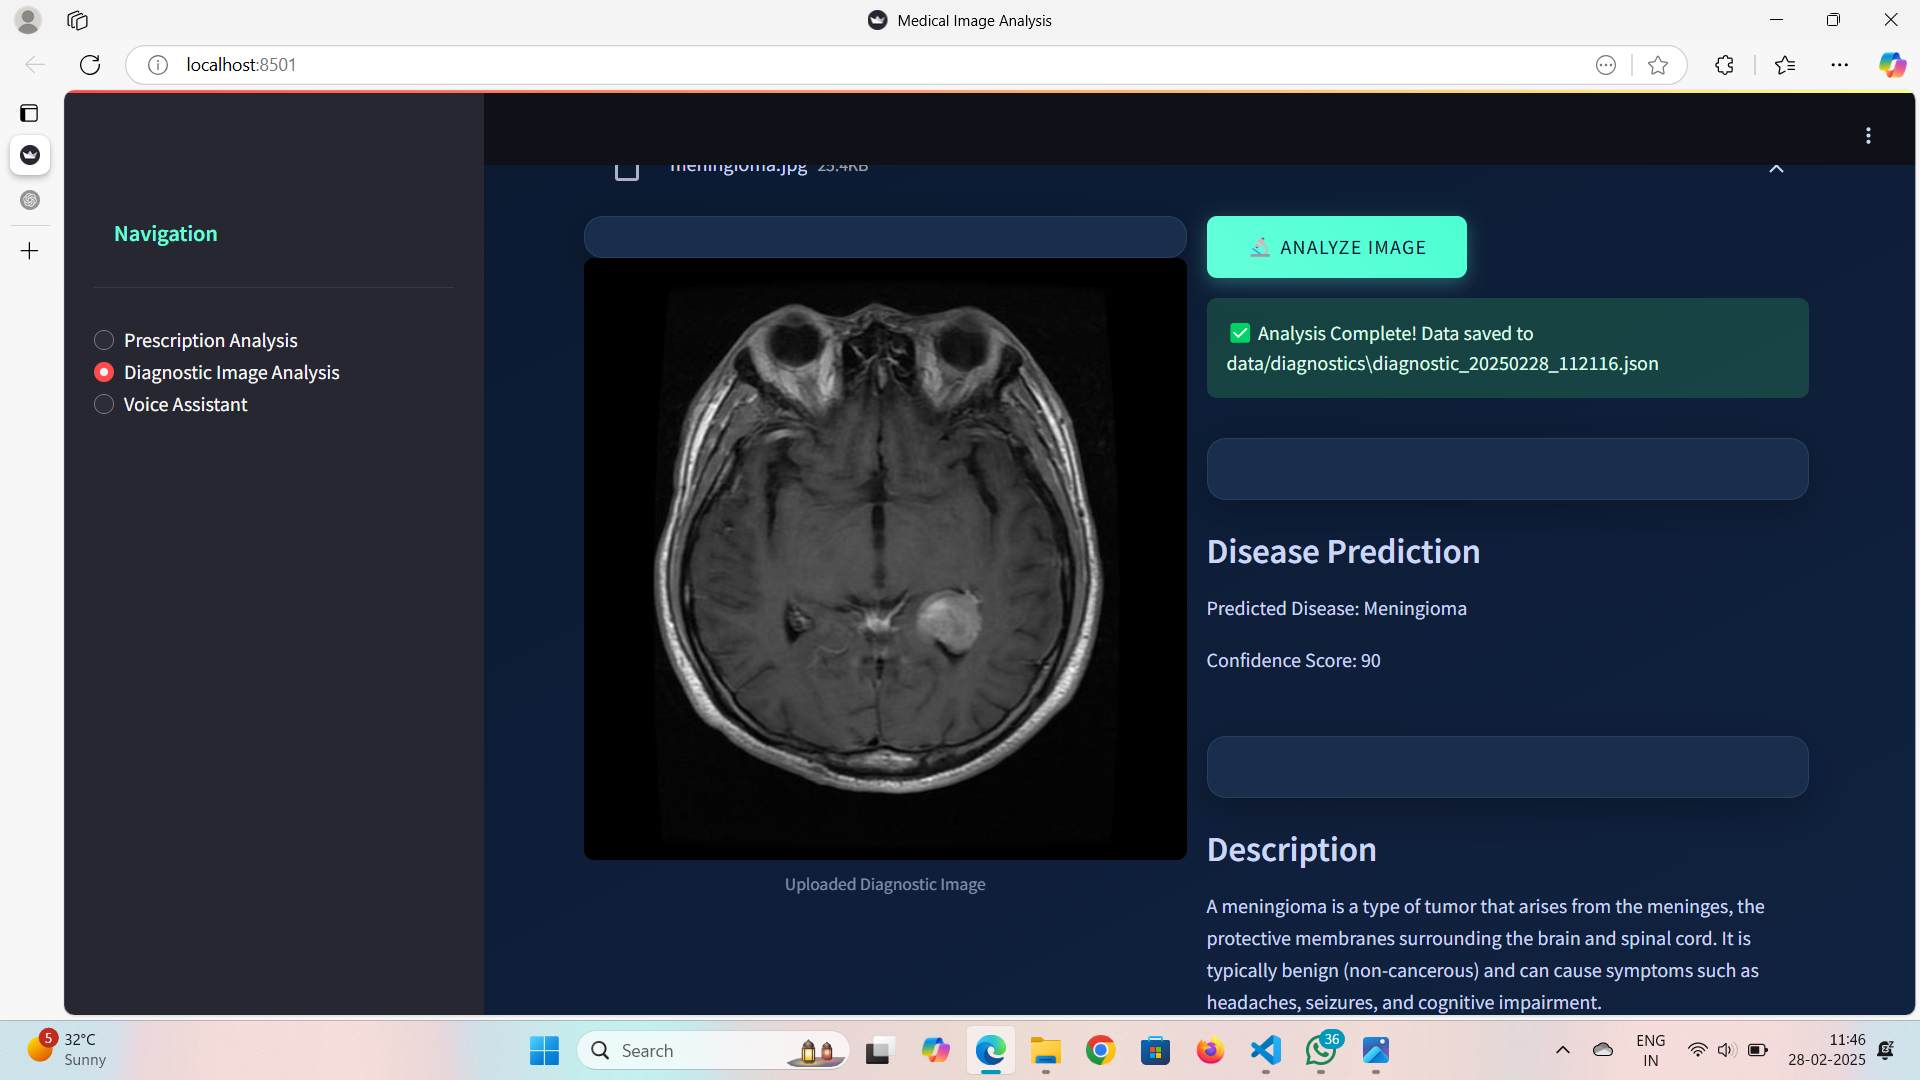 Medical Image Analysis
localhost:8501
meningioma.jpg 25.4KB
Navigation
Prescription Analysis
Diagnostic Image Analysis
Voice Assistant
ANALYZE IMAGE
Analysis Complete! Data saved to
data/diagnostics\diagnostic_20250228_112116.json
Disease Prediction
Predicted Disease: Meningioma
Confidence Score: 90
Uploaded Diagnostic Image
Description
A meningioma is a type of tumor that arises from the meninges, the
protective membranes surrounding the brain and spinal cord. It is
typically benign (non-cancerous) and can cause symptoms such as
headaches, seizures, and cognitive impairment.
5
32°C
Sunny
Search
36
ENG
IN
11:46
28-02-2025